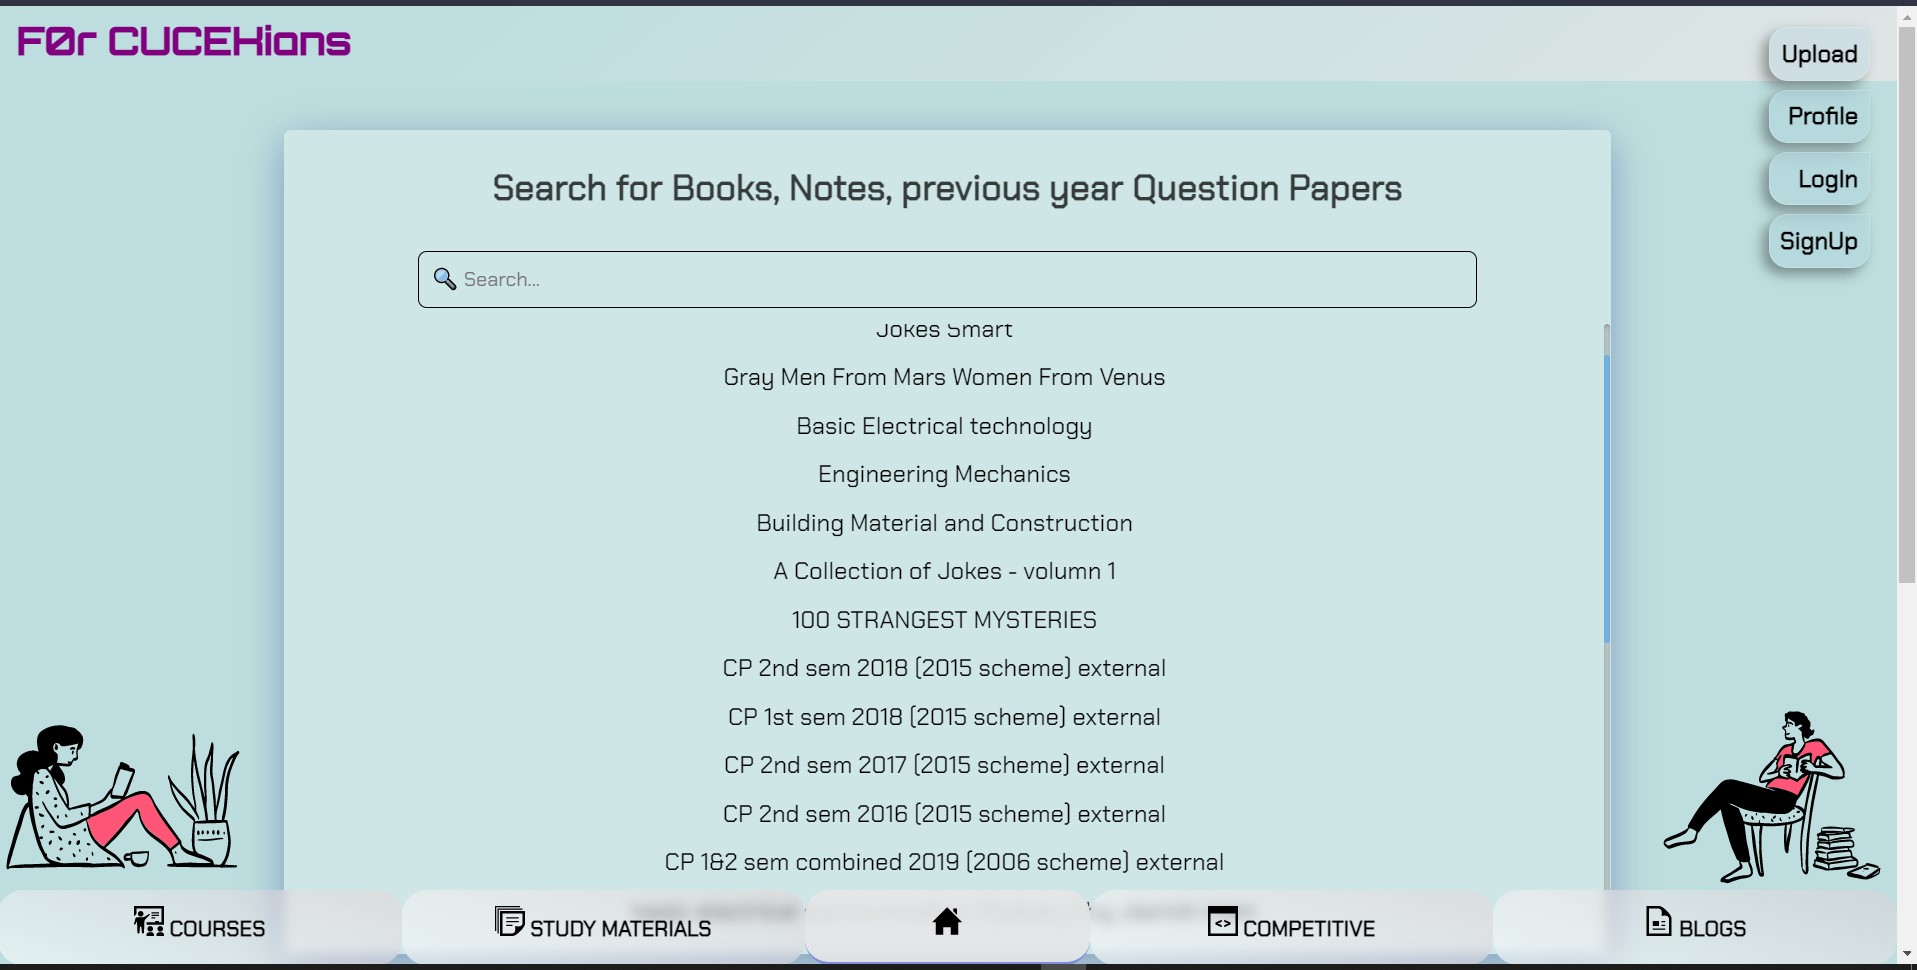 FØr CUCEKians
Upload
Profile
LogIn
SignUp
Search for Books, Notes, previous year Question Papers
Search...
Jokes Smart
Gray Men From Mars Women From Venus
Basic Electrical technology
Engineering Mechanics
Building Material and Construction
A Collection of Jokes - volumn 1
100 STRANGEST MYSTERIES
CP 2nd sem 2018 (2015 scheme) external
CP 1st sem 2018 (2015 scheme) external
CP 2nd sem 2017 (2015 scheme) external
CP 2nd sem 2016 (2015 scheme) external
CP 1&2 sem combined 2019 (2006 scheme) external
COURSES
STUDY MATERIALS
COMPETITIVE
BLOGS